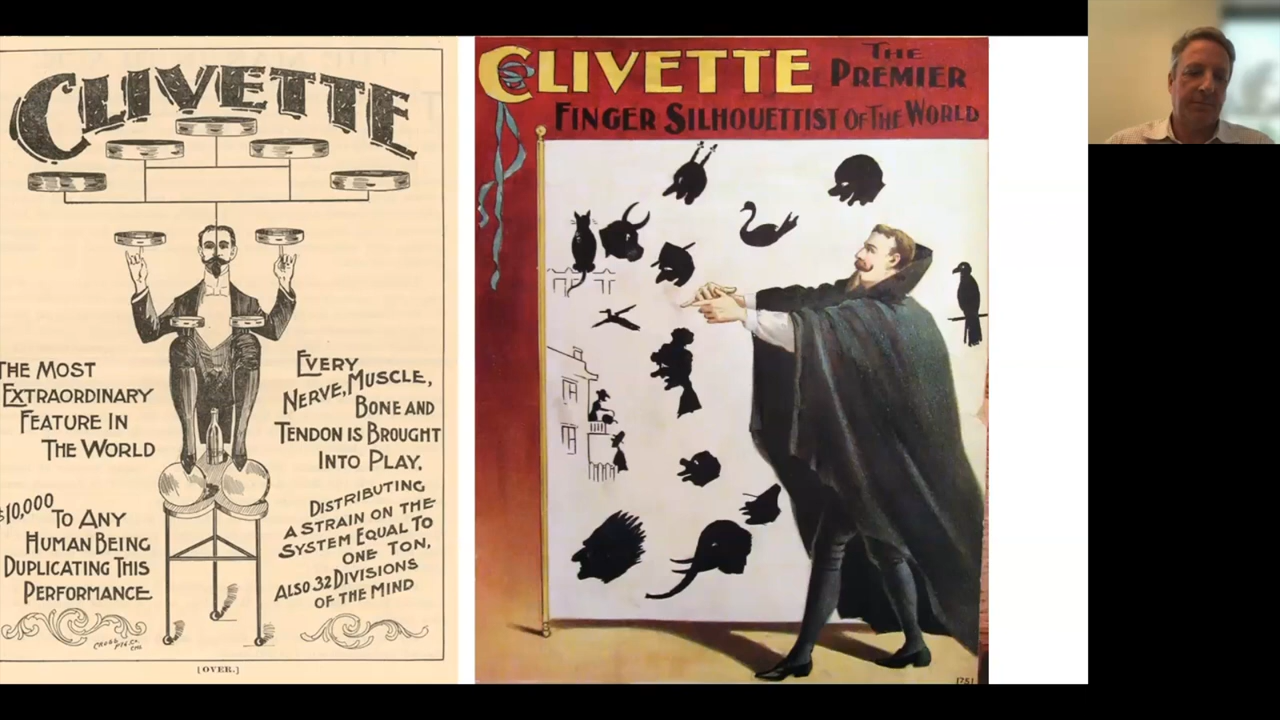 CLIVETTE
THE MOST
EXTRAORDINARY
FEATURE IN
THE WORLD
$10,000
TO ANY
HUMAN BEING
DUPLICATING THIS
PERFORMANCE
EVERY
NERVE, MUSCLE,
BONE AND
TENDON IS BROUGHT
INTO PLAY,
DISTRIBUTING
A STRAIN ON THE
SYSTEM EQUAL TO
ONE TON,
ALSO 32 DIVISIONS
OF THE MIND
[OVER.]
CLIVETTE THE
PREMIER
FINGER SILHOUETTIST OF THE WORLD